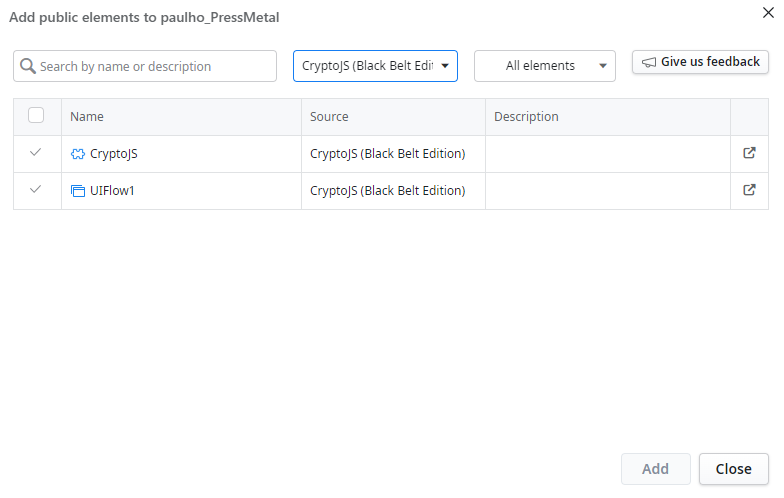 Add public elements to paulho_PressMetal
Search by name or description
CryptoJS (Black Belt Edit
All elements
Give us feedback
Name Source Description
CryptoJS CryptoJS (Black Belt Edition)
UIFlow1 CryptoJS (Black Belt Edition)
Add Close